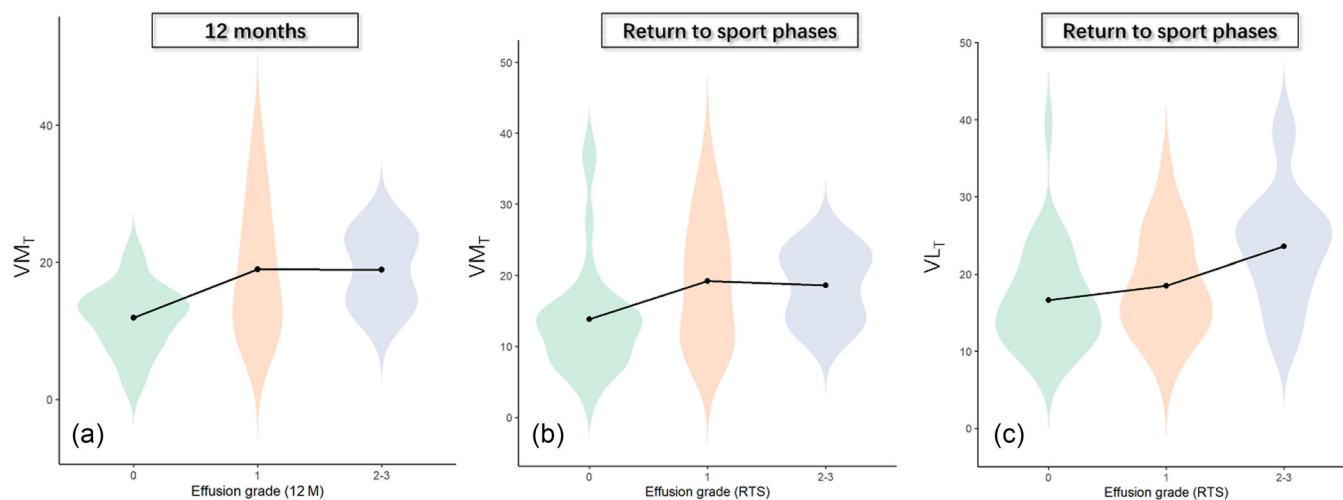 12 months
VM_T
40
20
0
(a)
0 1 2-3
Effusion grade (12 M)
Return to sport phases
VM_T
50
40
30
20
10
0
(b)
0 1 2-3
Effusion grade (RTS)
Return to sport phases
VL_T
50
40
30
20
10
0
(c)
0 1 2-3
Effusion grade (RTS)